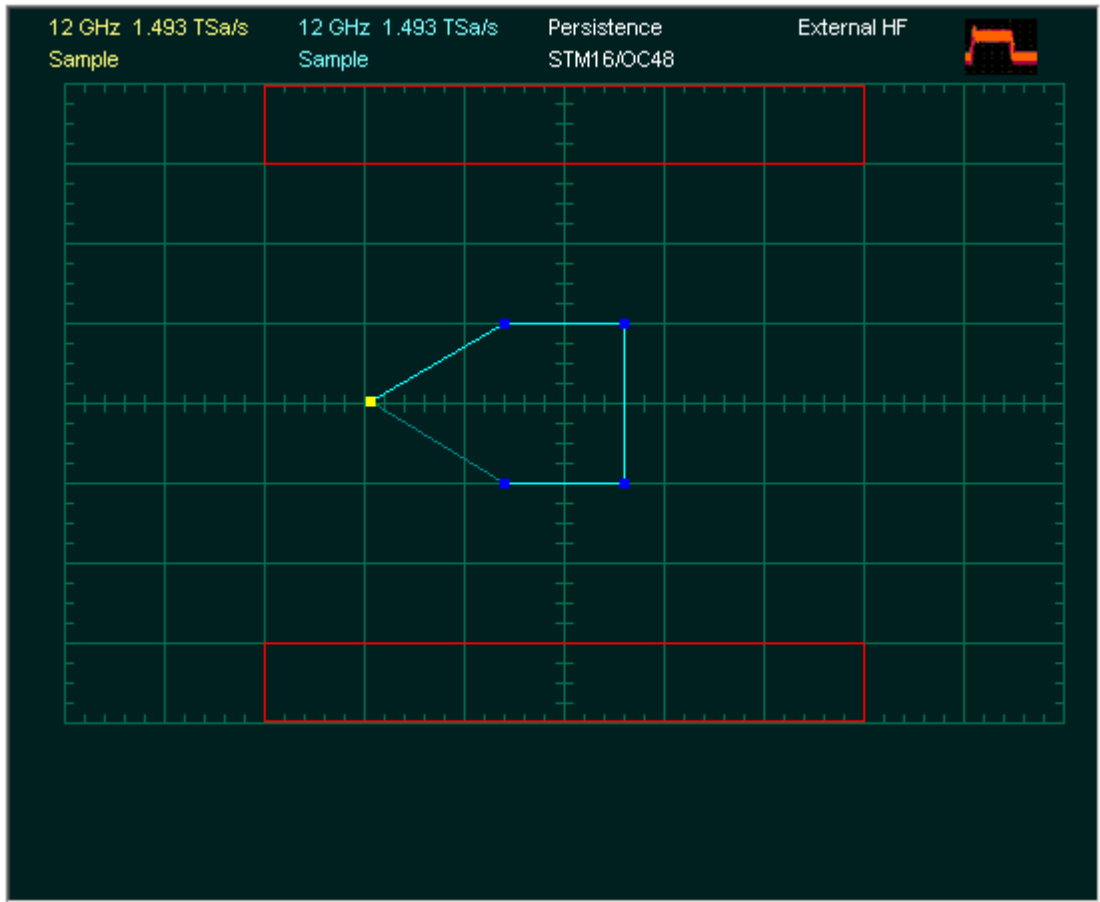 12 GHz 1.493 TSa/s 12 GHz 1.493 TSa/s Persistence External HF
Sample Sample STM16/OC48